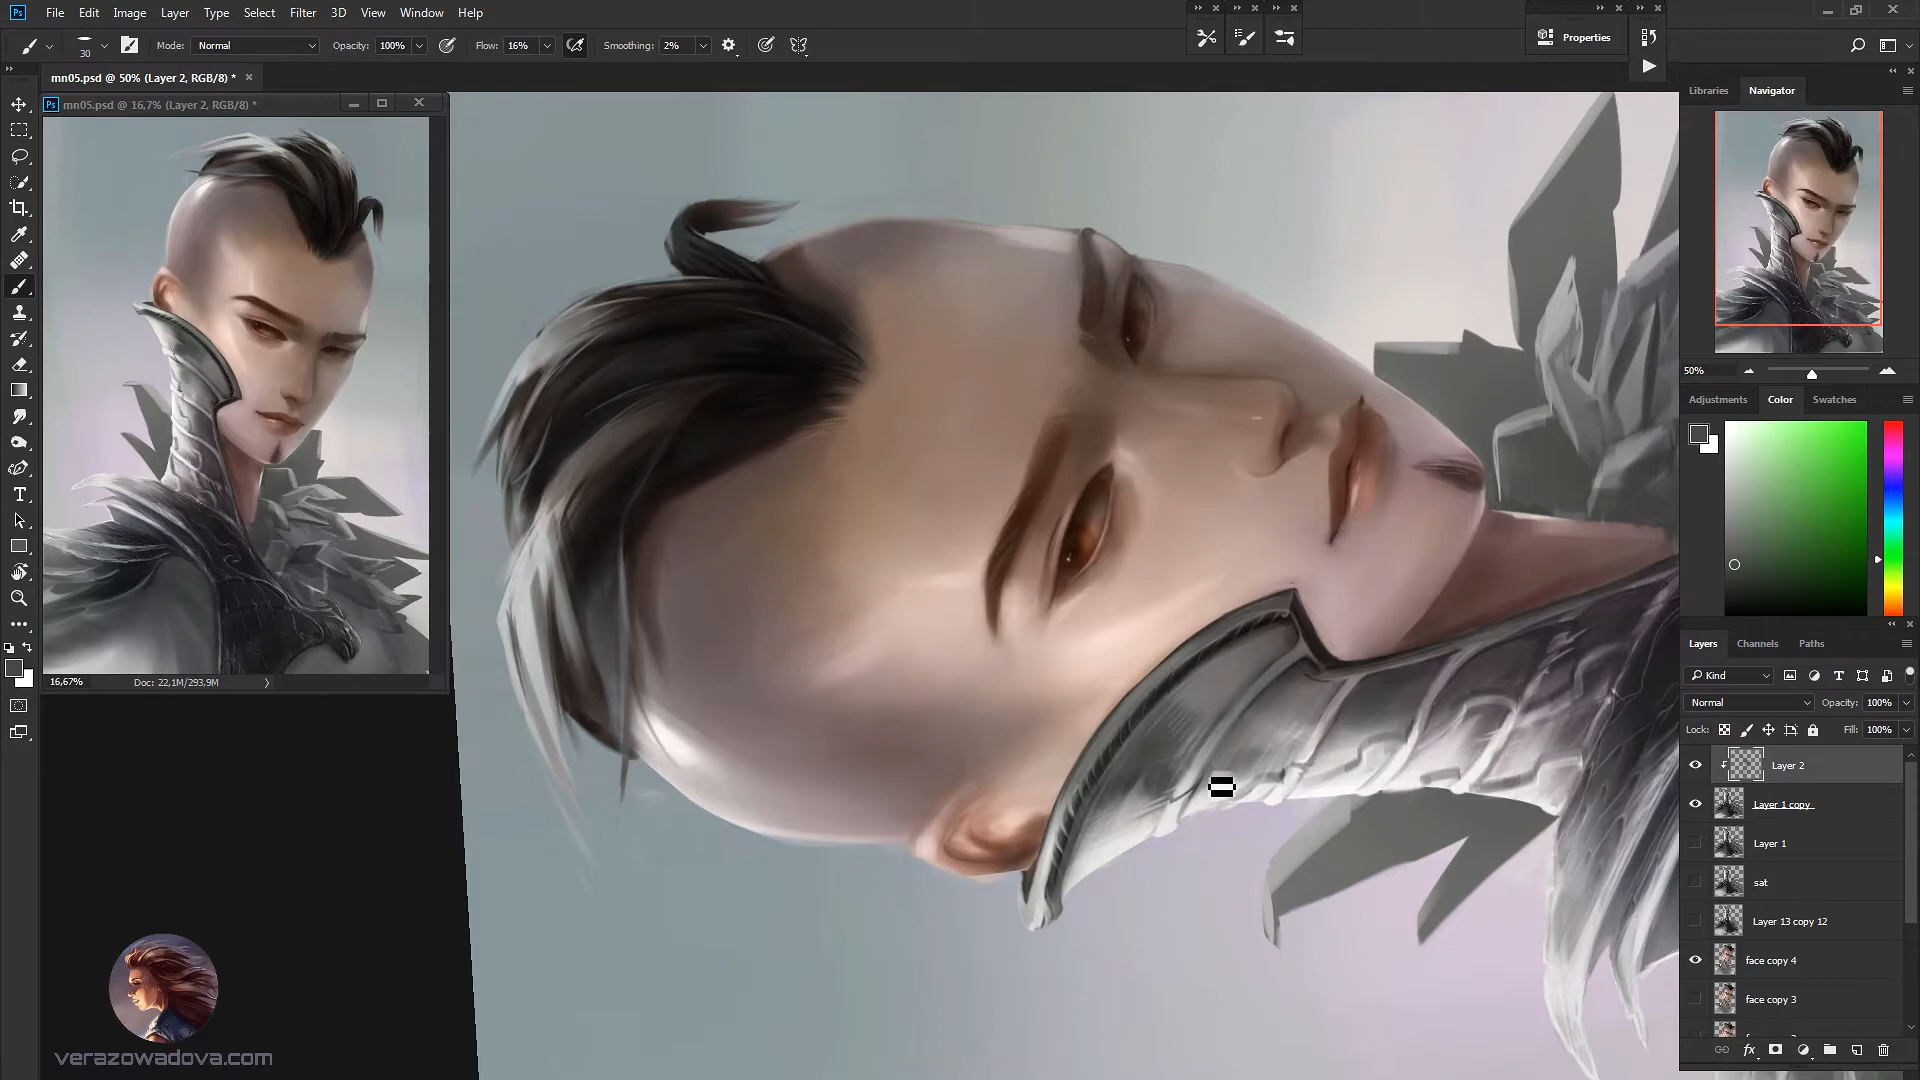 Ps File Edit Image Layer Type Select Filter 3D View Window Help
30 Mode: Normal Opacity: 100% Flow: 16% Smoothing: 2%
Properties
mn05.psd @ 50% (Layer 2, RGB/8) *
Ps mn05.psd @ 16,7% (Layer 2, RGB/8) *
16,67% Doc: 22,1M/293,9M
verazowadova.com
Libraries Navigator
50%
Adjustments Color Swatches
Layers Channels Paths
Kind
Normal Opacity: 100%
Lock: Fill: 100%
Layer 2
Layer 1 copy
Layer 1
sat
Layer 13 copy 12
face copy 4
face copy 3
fx